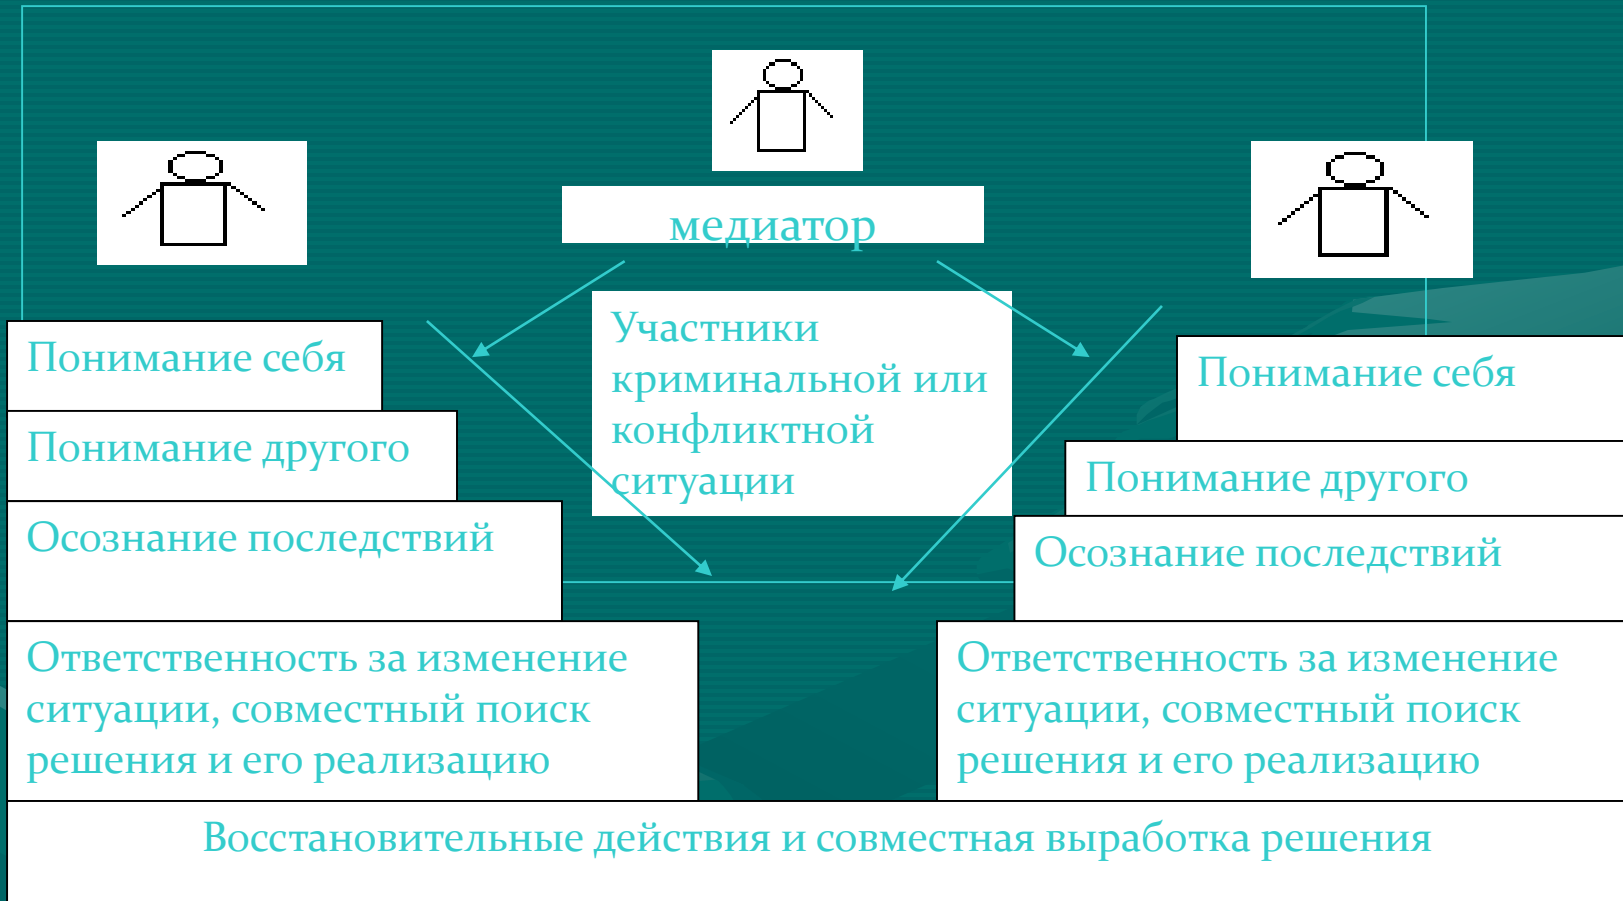 медиатор
Участники
криминальной или
конфликтной
ситуации
Понимание себя
Понимание другого
Осознание последствий
Ответственность за изменение
ситуации, совместный поиск
решения и его реализацию
Понимание себя
Понимание другого
Осознание последствий
Ответственность за изменение
ситуации, совместный поиск
решения и его реализацию
Восстановительные действия и совместная выработка решения